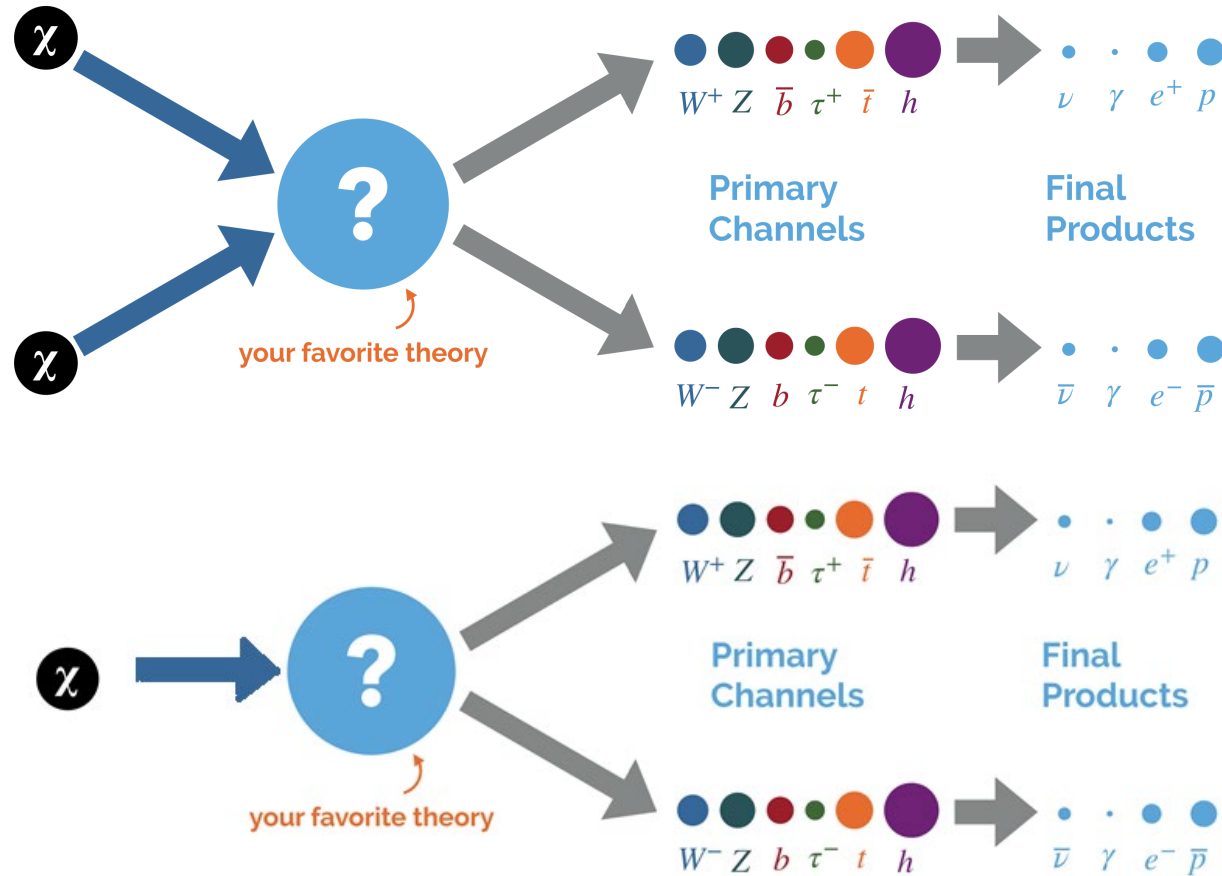 χ
W⁺ Z b̅ τ⁺ t̅ h
ν γ e⁺ p
?
Primary
Channels
Final
Products
your favorite theory
χ
W⁻ Z b τ⁻ t h
ν̅ γ e⁻ p̅
W⁺ Z b̅ τ⁺ t̅ h
ν γ e⁺ p
χ
?
Primary
Channels
Final
Products
your favorite theory
W⁻ Z b τ⁻ t h
ν̅ γ e⁻ p̅